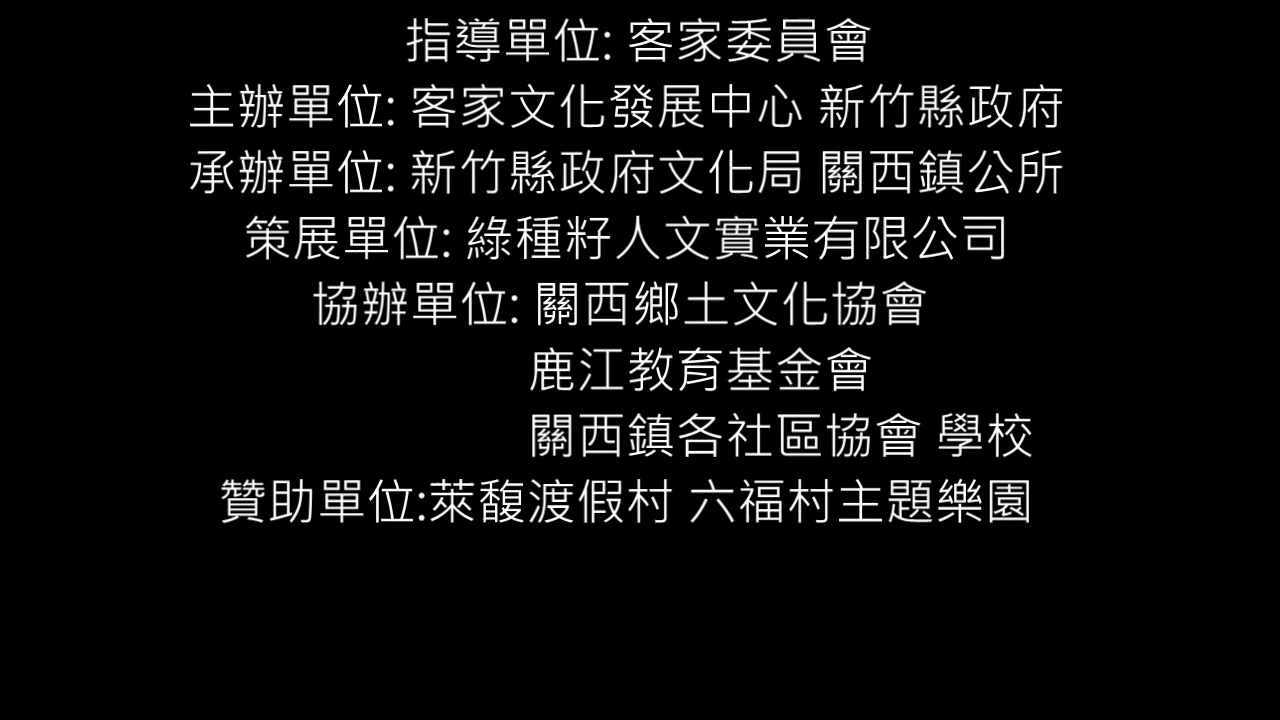 指導單位: 客家委員會
主辦單位: 客家文化發展中心 新竹縣政府
承辦單位: 新竹縣政府文化局 關西鎮公所
策展單位: 綠種籽人文實業有限公司
協辦單位: 關西鄉土文化協會
鹿江教育基金會
關西鎮各社區協會 學校
贊助單位:萊馥渡假村 六福村主題樂園